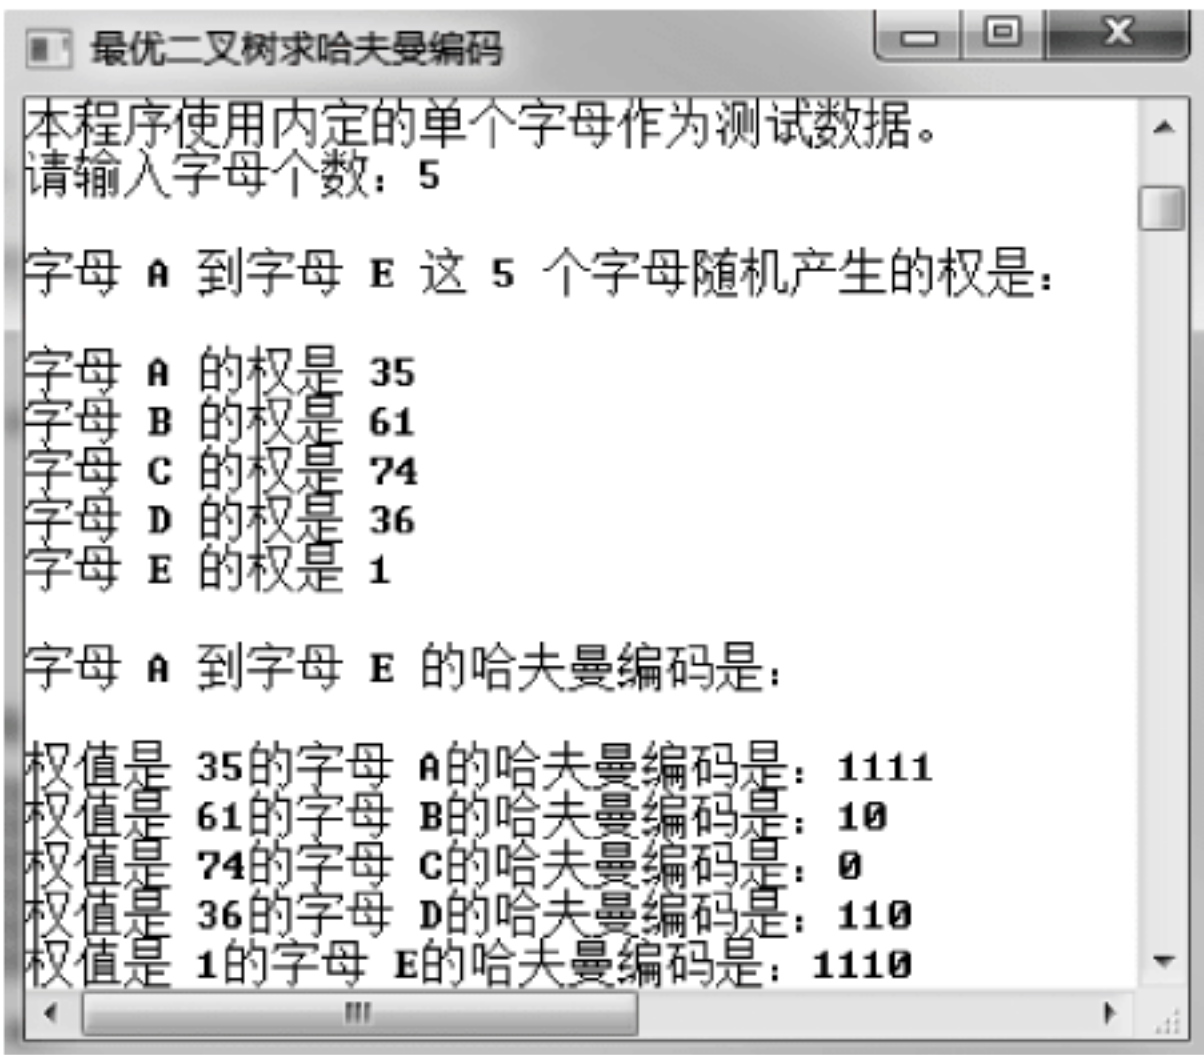 最优二叉树求哈夫曼编码
本程序使用内定的单个字母作为测试数据。
请输入字母个数：5
字母 A 到字母 E 这 5 个字母随机产生的权是：
字母 A 的权是 35
字母 B 的权是 61
字母 C 的权是 74
字母 D 的权是 36
字母 E 的权是 1
字母 A 到字母 E 的哈夫曼编码是：
权值是 35的字母 A的哈夫曼编码是：1111
权值是 61的字母 B的哈夫曼编码是：10
权值是 74的字母 C的哈夫曼编码是：0
权值是 36的字母 D的哈夫曼编码是：110
权值是 1的字母 E的哈夫曼编码是：1110